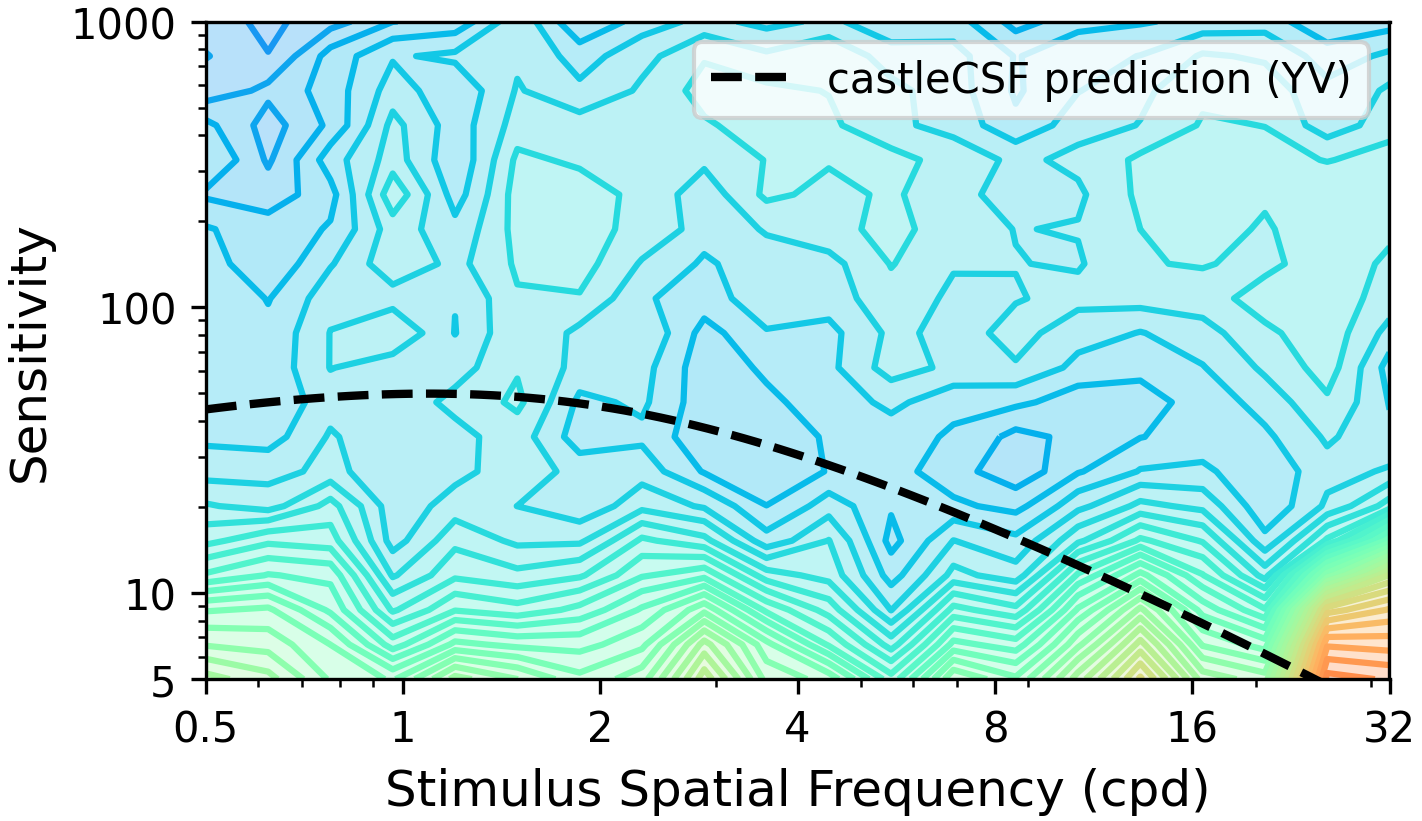 1000
100
10
5
Sensitivity
castleCSF prediction (YV)
0.5 1 2 4 8 16 32
Stimulus Spatial Frequency (cpd)